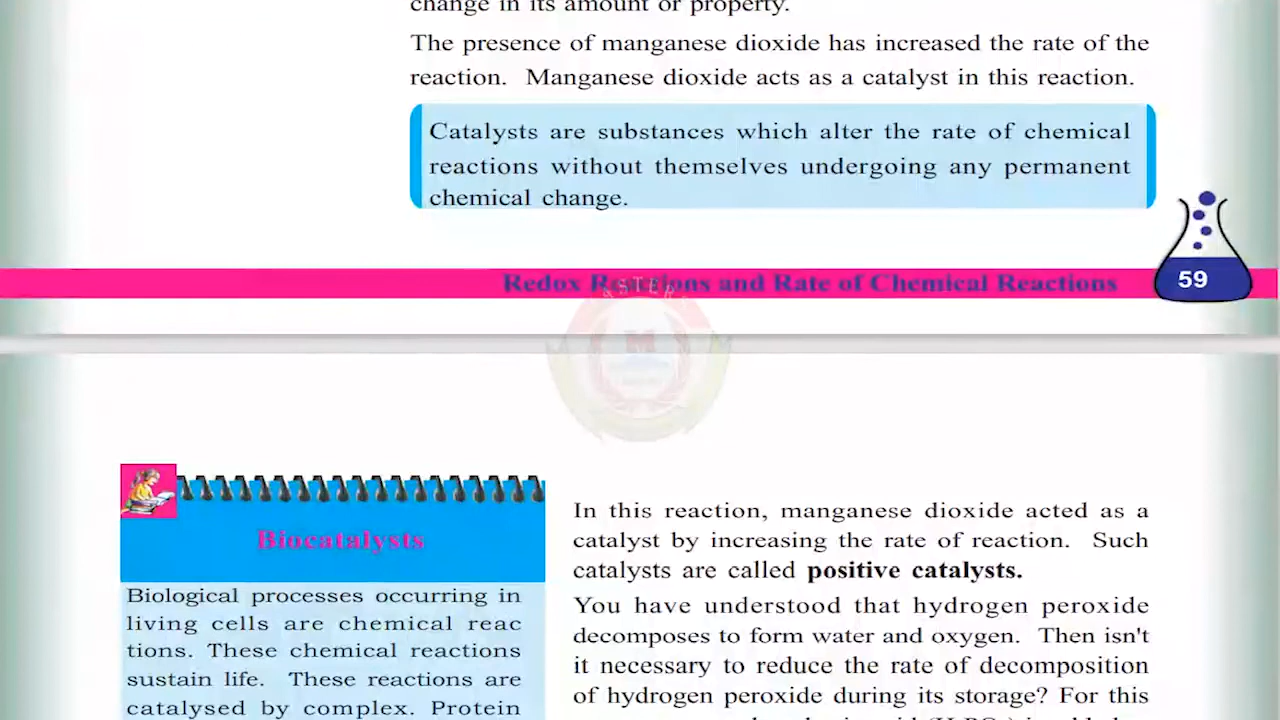 change in its amount or property.
The presence of manganese dioxide has increased the rate of the
reaction. Manganese dioxide acts as a catalyst in this reaction.
Catalysts are substances which alter the rate of chemical
reactions without themselves undergoing any permanent
chemical change.
Redox Reactions and Rate of Chemical Reactions
59
Biocatalysts
Biological processes occurring in
living cells are chemical reac
tions. These chemical reactions
sustain life. These reactions are
catalysed by complex. Protein
In this reaction, manganese dioxide acted as a
catalyst by increasing the rate of reaction. Such
catalysts are called positive catalysts.
You have understood that hydrogen peroxide
decomposes to form water and oxygen. Then isn't
it necessary to reduce the rate of decomposition
of hydrogen peroxide during its storage? For this